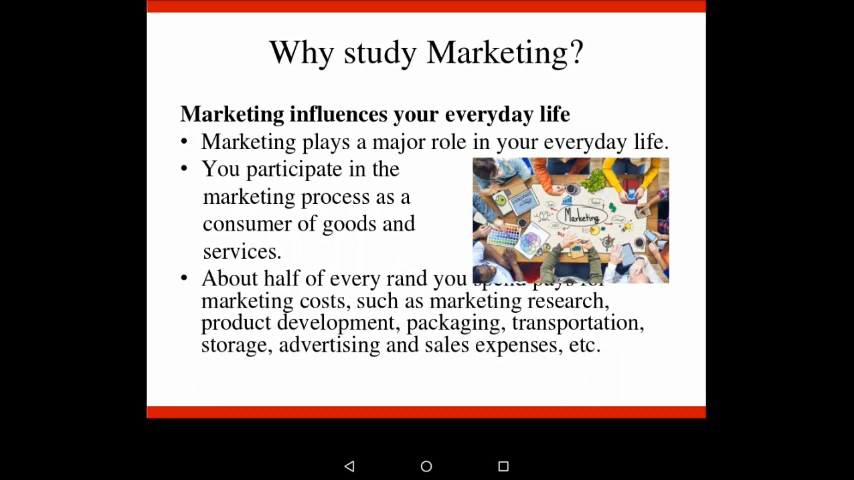 Why study Marketing?
Marketing influences your everyday life
• Marketing plays a major role in your everyday life.
• You participate in the
marketing process as a
consumer of goods and
services.
Marketing
• About half of every rand you spend pays for
marketing costs, such as marketing research,
product development, packaging, transportation,
storage, advertising and sales expenses, etc.